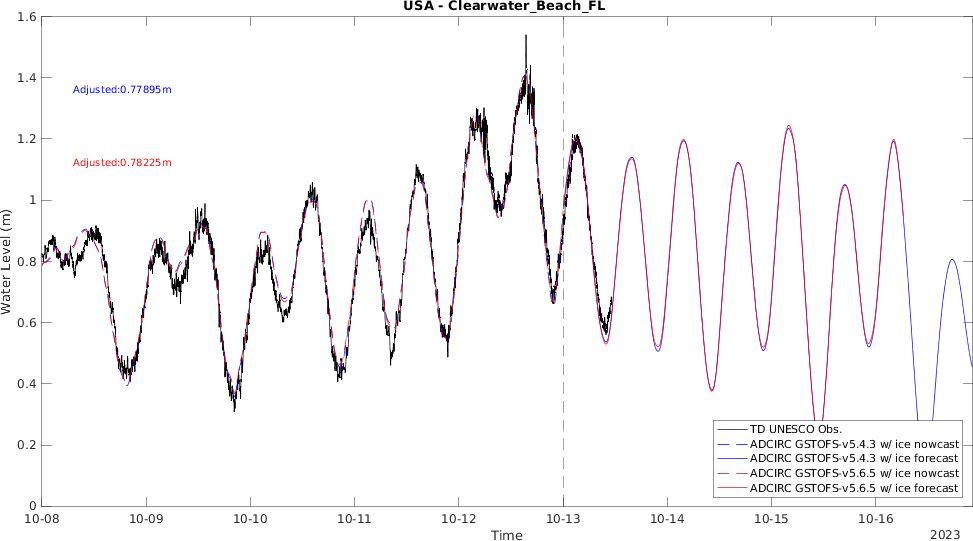 USA - Clearwater_Beach_FL
1.6
1.4
1.2
1
0.8
0.6
0.4
0.2
0
Water Level (m)
Adjusted:0.77895m
Adjusted:0.78225m
TD UNESCO Obs.
ADCIRC GSTOFS-v5.4.3 w/ ice nowcast
ADCIRC GSTOFS-v5.4.3 w/ ice forecast
ADCIRC GSTOFS-v5.6.5 w/ ice nowcast
ADCIRC GSTOFS-v5.6.5 w/ ice forecast
10-08 10-09 10-10 10-11 10-12 10-13 10-14 10-15 10-16
Time
2023